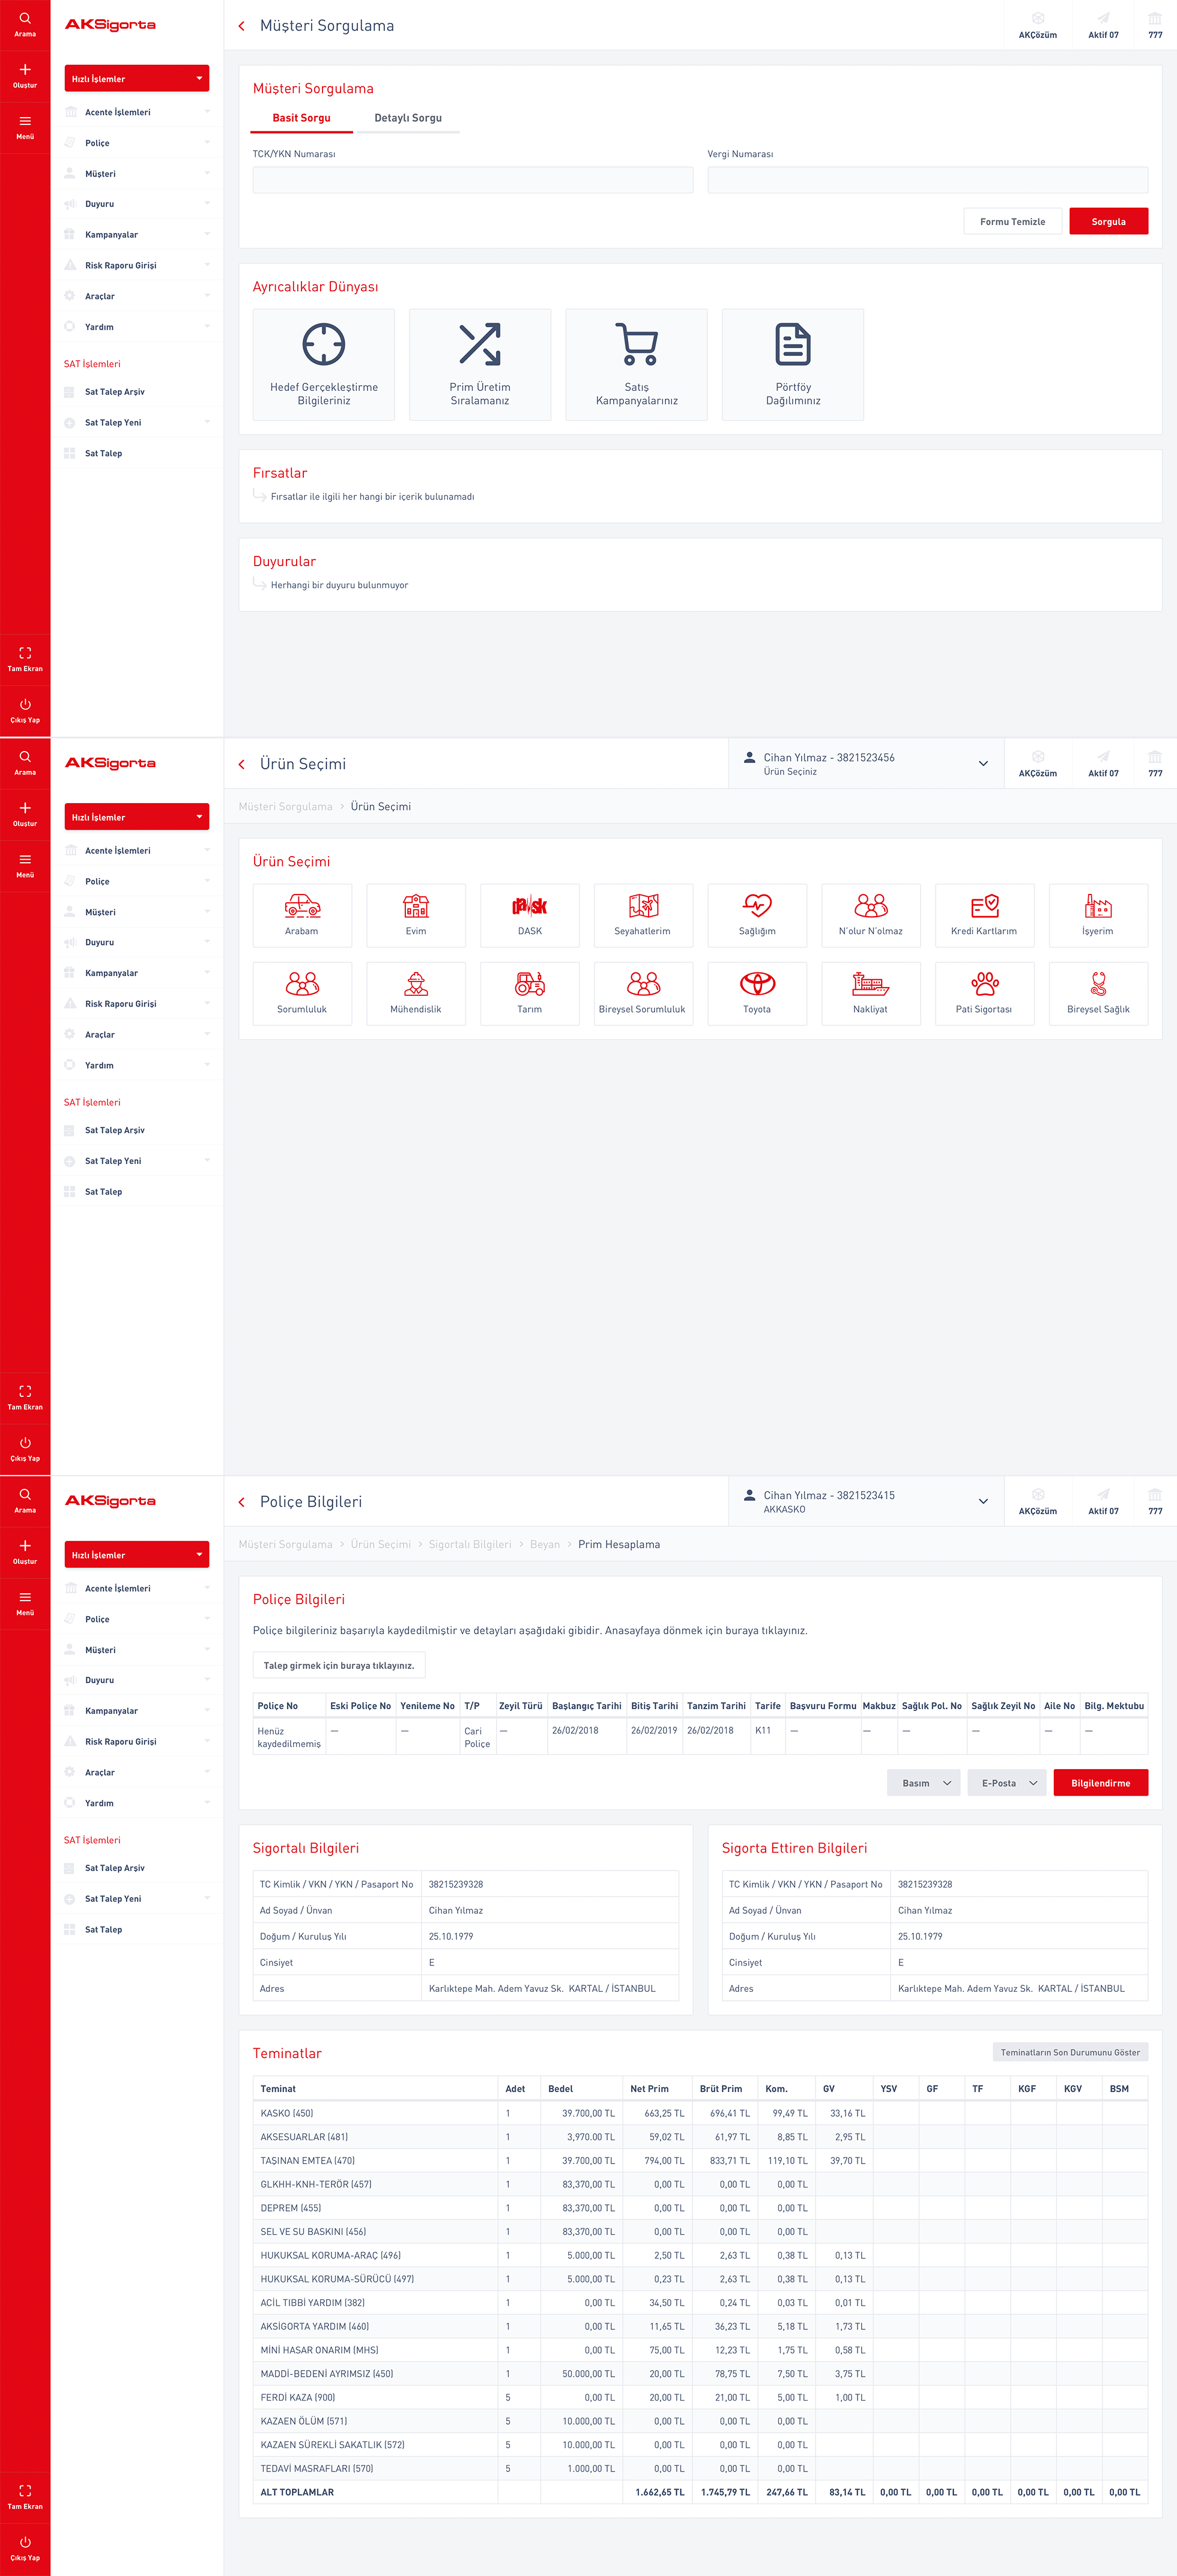 Arama
Oluştur
Menü
Tam Ekran
Çıkış Yap
AKSigorta
Hızlı İşlemler
Acente İşlemleri
Poliçe
Müşteri
Duyuru
Kampanyalar
Risk Raporu Girişi
Araçlar
Yardım
SAT İşlemleri
Sat Talep Arşiv
Sat Talep Yeni
Sat Talep
Müşteri Sorgulama
AKÇözüm
Aktif 07
777
Müşteri Sorgulama
Basit Sorgu
Detaylı Sorgu
TCK/YKN Numarası
Vergi Numarası
Formu Temizle
Sorgula
Ayrıcalıklar Dünyası
Hedef Gerçekleştirme
Bilgileriniz
Prim Üretim
Sıralamanız
Satış
Kampanyalarınız
Pörtföy
Dağılımınız
Fırsatlar
Fırsatlar ile ilgili her hangi bir içerik bulunamadı
Duyurular
Herhangi bir duyuru bulunmuyor
Arama
Oluştur
Menü
Tam Ekran
Çıkış Yap
AKSigorta
Hızlı İşlemler
Acente İşlemleri
Poliçe
Müşteri
Duyuru
Kampanyalar
Risk Raporu Girişi
Araçlar
Yardım
SAT İşlemleri
Sat Talep Arşiv
Sat Talep Yeni
Sat Talep
Ürün Seçimi
Cihan Yılmaz - 3821523456
Ürün Seçiniz
AKÇözüm
Aktif 07
777
Müşteri Sorgulama > Ürün Seçimi
Ürün Seçimi
Arabam
Evim
dask
DASK
Seyahatlerim
Sağlığım
N'olur N'olmaz
Kredi Kartlarım
İşyerim
Sorumluluk
Mühendislik
Tarım
Bireysel Sorumluluk
Toyota
Nakliyat
Pati Sigortası
Bireysel Sağlık
Arama
Oluştur
Menü
Tam Ekran
Çıkış Yap
AKSigorta
Hızlı İşlemler
Acente İşlemleri
Poliçe
Müşteri
Duyuru
Kampanyalar
Risk Raporu Girişi
Araçlar
Yardım
SAT İşlemleri
Sat Talep Arşiv
Sat Talep Yeni
Sat Talep
Poliçe Bilgileri
Cihan Yılmaz - 3821523415
AKKASKO
AKÇözüm
Aktif 07
777
Müşteri Sorgulama > Ürün Seçimi > Sigortalı Bilgileri > Beyan > Prim Hesaplama
Poliçe Bilgileri
Poliçe bilgileriniz başarıyla kaydedilmiştir ve detayları aşağıdaki gibidir. Anasayfaya dönmek için buraya tıklayınız.
Talep girmek için buraya tıklayınız.
Poliçe No Eski Poliçe No Yenileme No T/P Zeyil Türü Başlangıç Tarihi Bitiş Tarihi Tanzim Tarihi Tarife Başvuru Formu Makbuz Sağlık Pol. No Sağlık Zeyil No Aile No Bilg. Mektubu
Henüz — — Cari — 26/02/2018 26/02/2019 26/02/2018 K11 — — — — — —
kaydedilmemiş Poliçe
Basım
E-Posta
Bilgilendirme
Sigortalı Bilgileri
TC Kimlik / VKN / YKN / Pasaport No 38215239328
Ad Soyad / Ünvan Cihan Yılmaz
Doğum / Kuruluş Yılı 25.10.1979
Cinsiyet E
Adres Karlıktepe Mah. Adem Yavuz Sk. KARTAL / İSTANBUL
Sigorta Ettiren Bilgileri
TC Kimlik / VKN / YKN / Pasaport No 38215239328
Ad Soyad / Ünvan Cihan Yılmaz
Doğum / Kuruluş Yılı 25.10.1979
Cinsiyet E
Adres Karlıktepe Mah. Adem Yavuz Sk. KARTAL / İSTANBUL
Teminatlar
Teminatların Son Durumunu Göster
Teminat Adet Bedel Net Prim Brüt Prim Kom. GV YSV GF TF KGF KGV BSM
KASKO (450) 1 39.700,00 TL 663,25 TL 696,41 TL 99,49 TL 33,16 TL
AKSESUARLAR (481) 1 3,970.00 TL 59,02 TL 61,97 TL 8,85 TL 2,95 TL
TAŞINAN EMTEA (470) 1 39.700,00 TL 794,00 TL 833,71 TL 119,10 TL 39,70 TL
GLKHH-KNH-TERÖR (457) 1 83,370,00 TL 0,00 TL 0,00 TL 0,00 TL
DEPREM (455) 1 83,370,00 TL 0,00 TL 0,00 TL 0,00 TL
SEL VE SU BASKINI (456) 1 83,370,00 TL 0,00 TL 0,00 TL 0,00 TL
HUKUKSAL KORUMA-ARAÇ (496) 1 5.000,00 TL 2,50 TL 2,63 TL 0,38 TL 0,13 TL
HUKUKSAL KORUMA-SÜRÜCÜ (497) 1 5.000,00 TL 0,23 TL 2,63 TL 0,38 TL 0,13 TL
ACİL TIBBİ YARDIM (382) 1 0,00 TL 34,50 TL 0,24 TL 0,03 TL 0,01 TL
AKSİGORTA YARDIM (460) 1 0,00 TL 11,65 TL 36,23 TL 5,18 TL 1,73 TL
MİNİ HASAR ONARIM (MHS) 1 0,00 TL 75,00 TL 12,23 TL 1,75 TL 0,58 TL
MADDİ-BEDENİ AYRIMSIZ (450) 1 50.000,00 TL 20,00 TL 78,75 TL 7,50 TL 3,75 TL
FERDİ KAZA (900) 5 0,00 TL 20,00 TL 21,00 TL 5,00 TL 1,00 TL
KAZAEN ÖLÜM (571) 5 10.000,00 TL 0,00 TL 0,00 TL 0,00 TL
KAZAEN SÜREKLİ SAKATLIK (572) 5 10.000,00 TL 0,00 TL 0,00 TL 0,00 TL
TEDAVİ MASRAFLARI (570) 5 1.000,00 TL 0,00 TL 0,00 TL 0,00 TL
ALT TOPLAMLAR 1.662,65 TL 1.745,79 TL 247,66 TL 83,14 TL 0,00 TL 0,00 TL 0,00 TL 0,00 TL 0,00 TL 0,00 TL